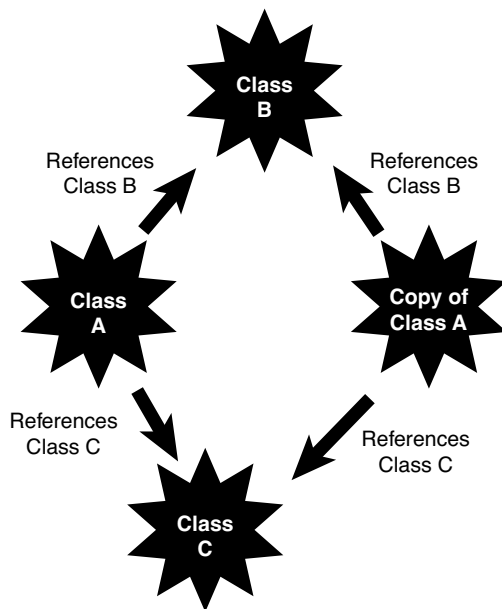 Class
B
References
Class B
References
Class B
Class
A
Copy of
Class A
References
Class C
References
Class C
Class
C